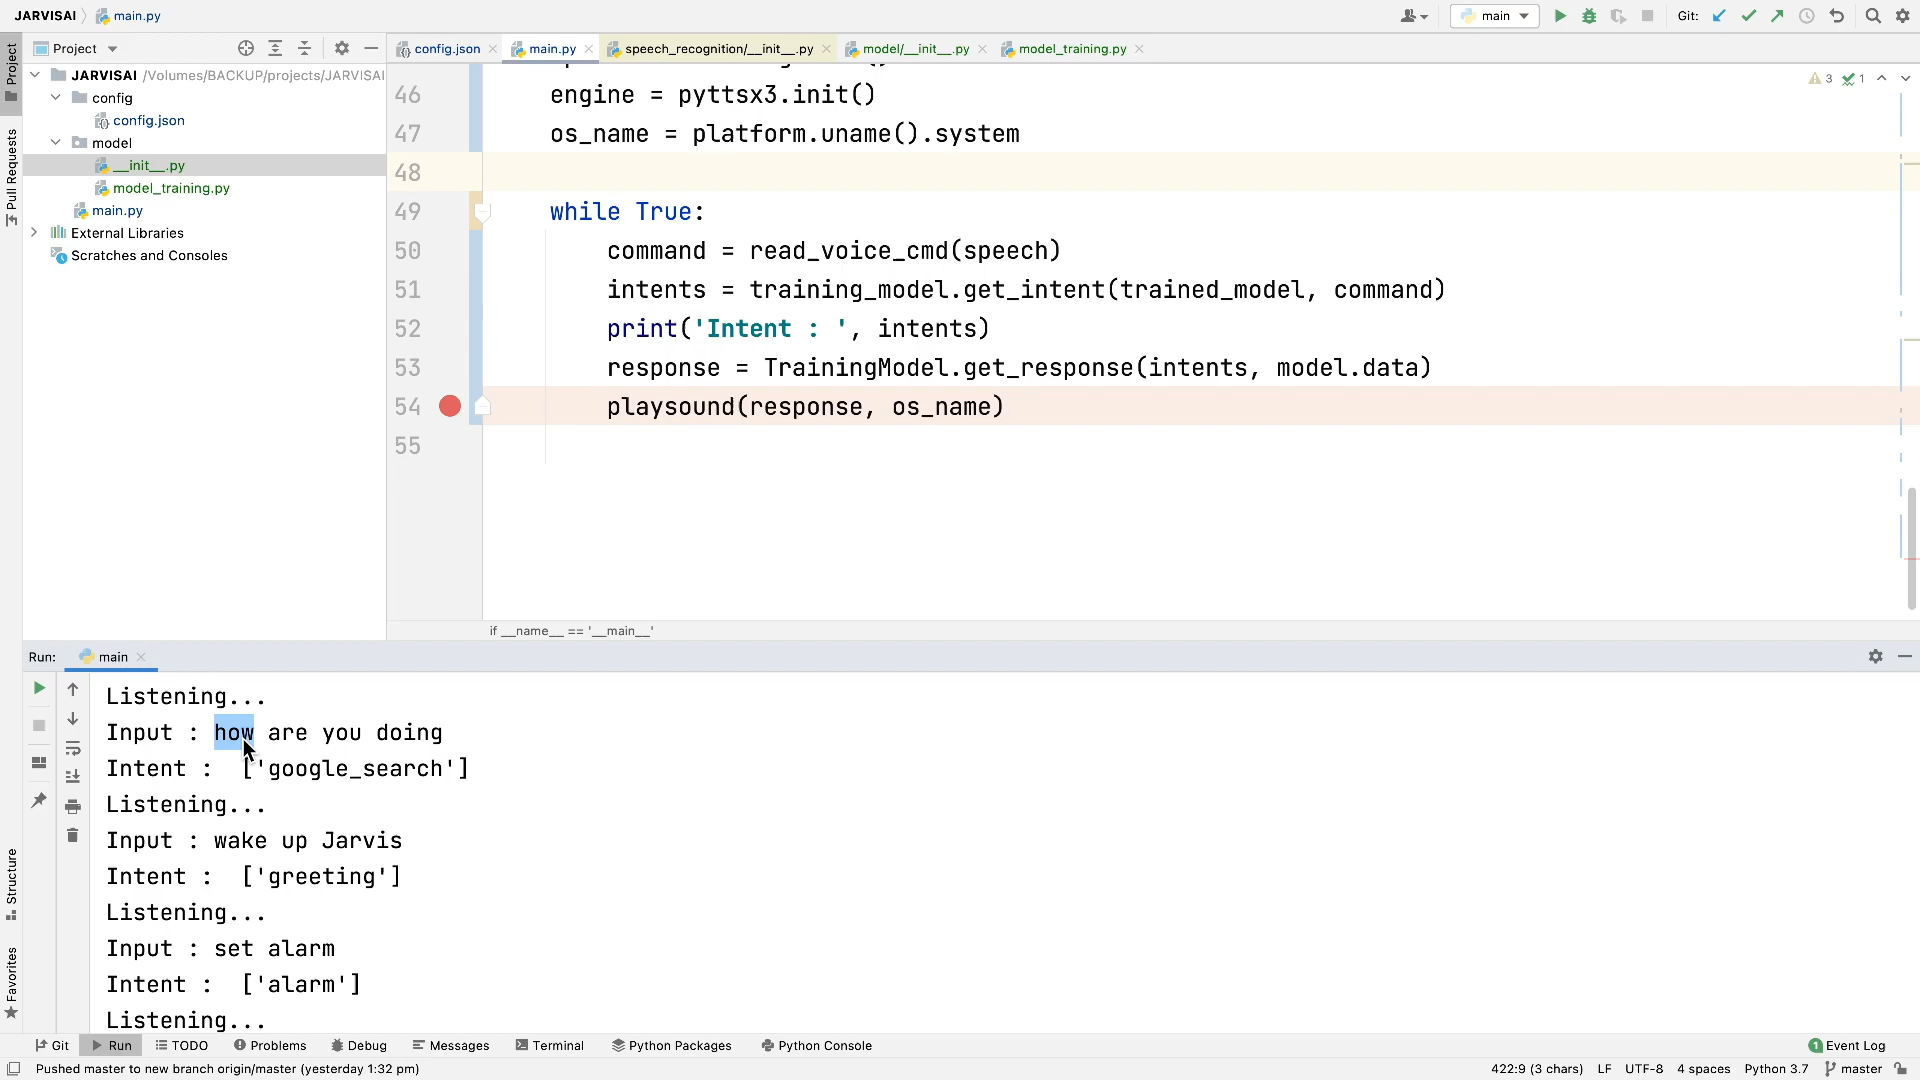 JARVISAI
main.py
main
Git:
Project
config.json
main.py
speech_recognition/__init__.py
model/__init__.py
model_training.py
JARVISAI /Volumes/BACKUP/projects/JARVISAI
config
config.json
model
__init__.py
model_training.py
main.py
External Libraries
Scratches and Consoles
Project
Pull Requests
Structure
Favorites
3
1
46 engine = pyttsx3.init()
47 os_name = platform.uname().system
48
49 while True:
50 command = read_voice_cmd(speech)
51 intents = training_model.get_intent(trained_model, command)
52 print('Intent : ', intents)
53 response = TrainingModel.get_response(intents, model.data)
54 playsound(response, os_name)
55
if __name__ == '__main__'
Run: main
Listening...
Input : how are you doing
Intent :  ['google_search']
Listening...
Input : wake up Jarvis
Intent :  ['greeting']
Listening...
Input : set alarm
Intent :  ['alarm']
Listening...
Git
Run
TODO
Problems
Debug
Messages
Terminal
Python Packages
Python Console
1 Event Log
Pushed master to new branch origin/master (yesterday 1:32 pm)
422:9 (3 chars) LF UTF-8 4 spaces Python 3.7 master